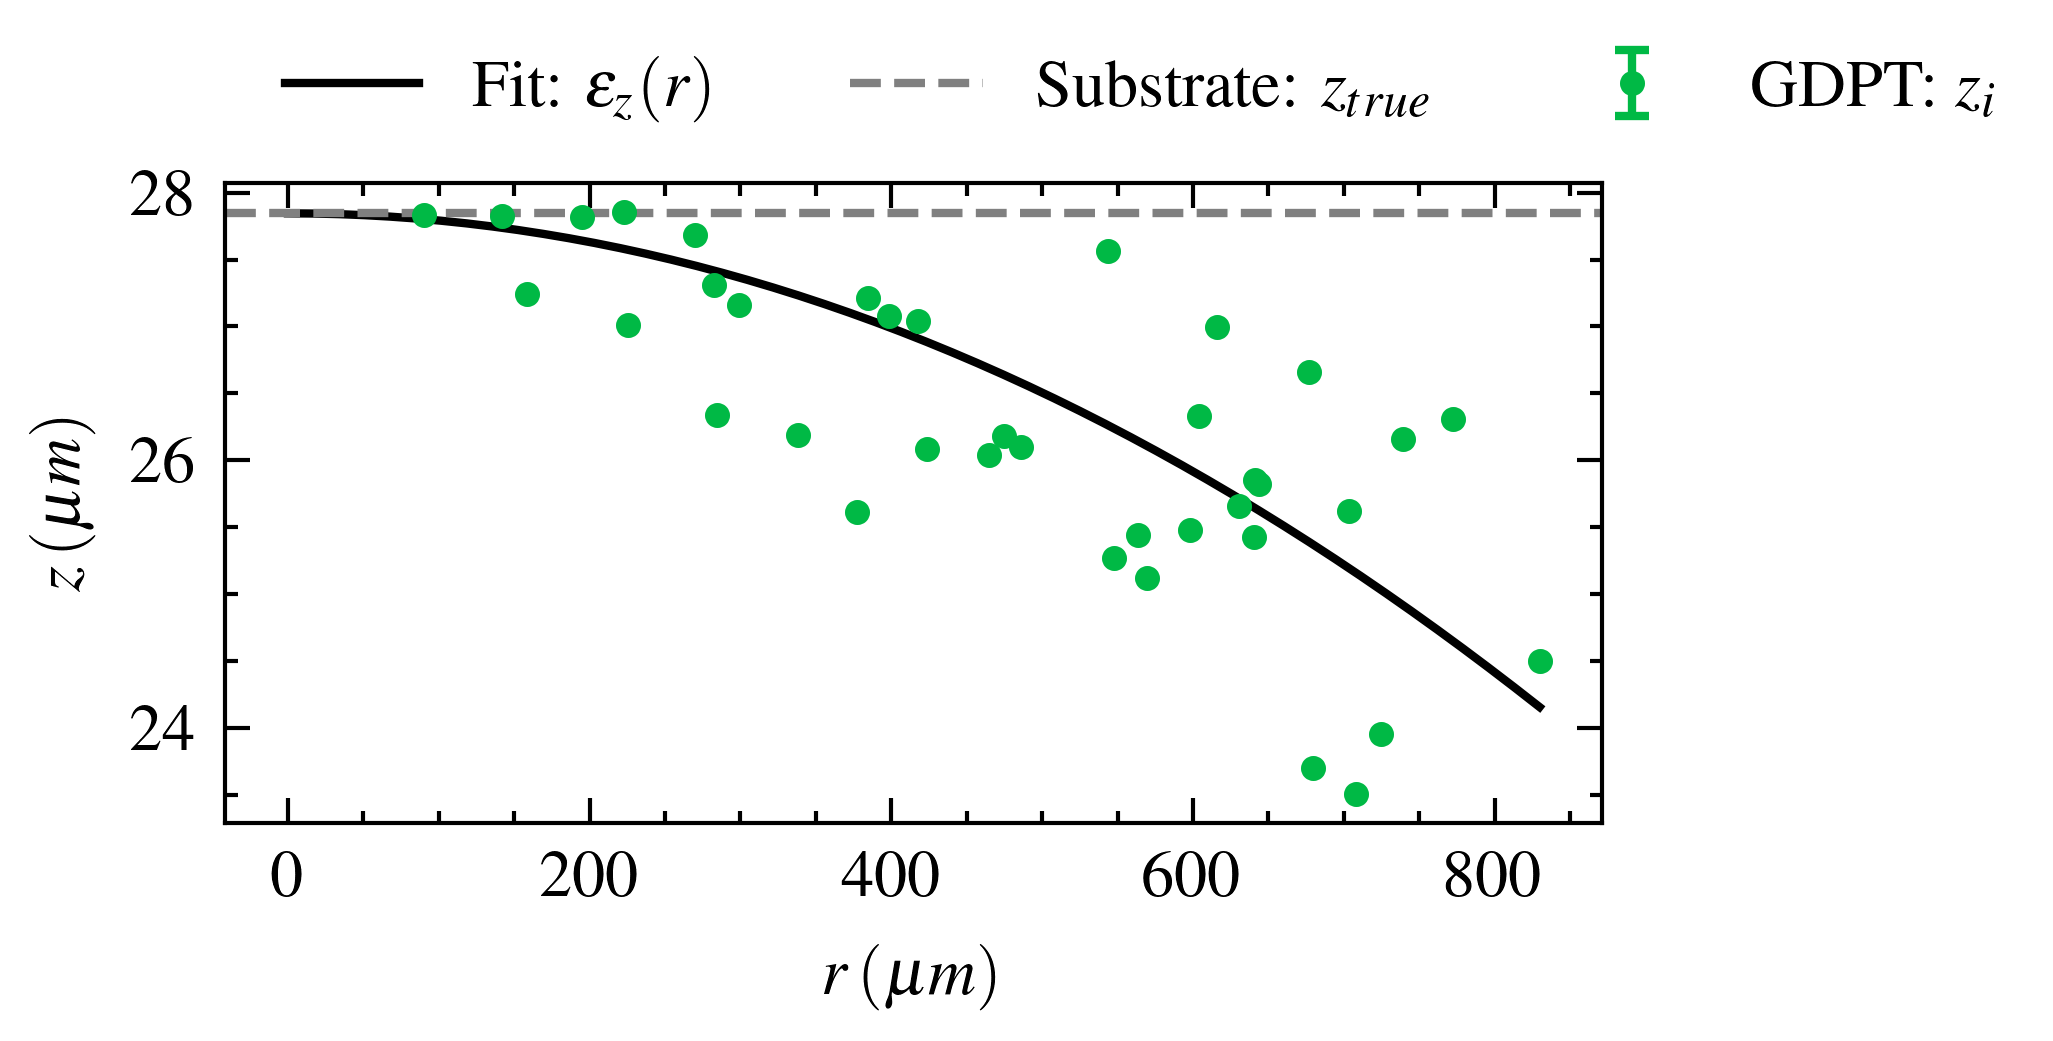 Fit: εz(r) Substrate: ztrue GDPT: zi
28
26
24
z (μm)
0 200 400 600 800
r (μm)